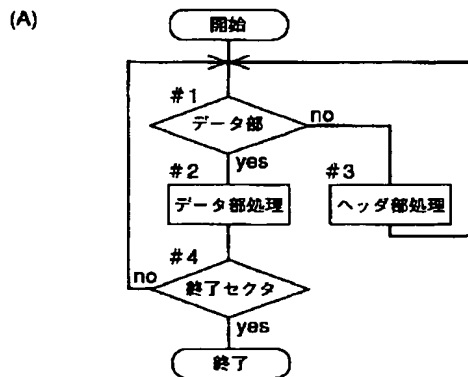 (A)
開始
#1
データ部
no
yes
#2
データ部処理
#3
ヘッダ部処理
#4
終了セクタ
no
yes
終了